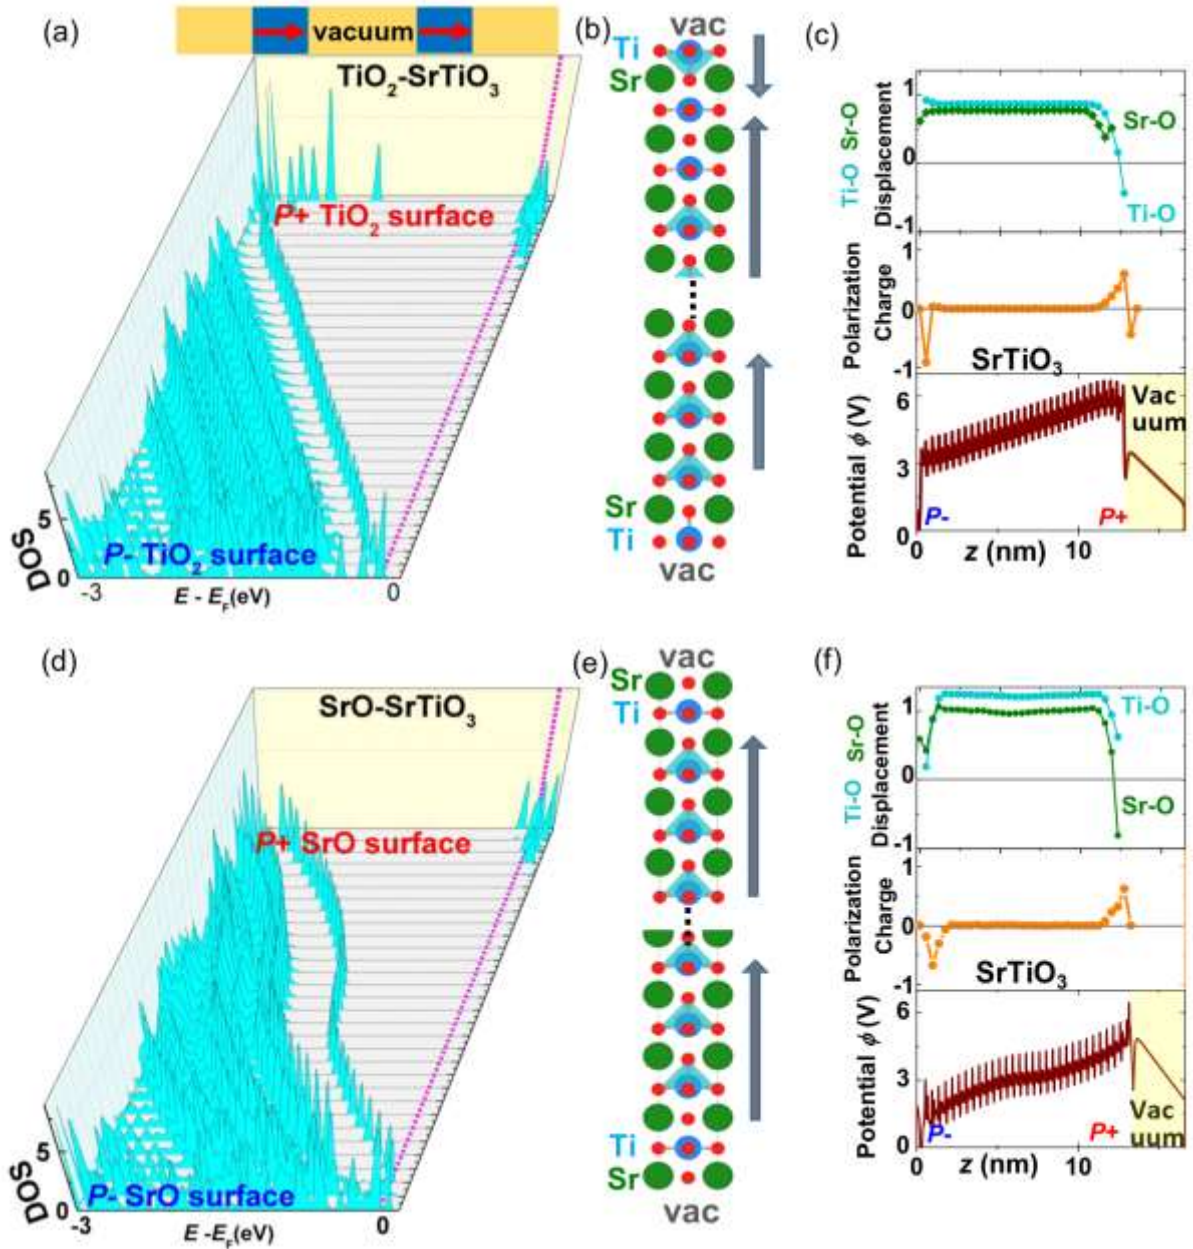 (a)
vacuum
TiO2-SrTiO3
P+ TiO2 surface
P- TiO2 surface
DOS
5
0
-3
0
E - EF(eV)
(b)
vac
Ti
Sr
Sr
Ti
vac
(c)
Ti-O Sr-O
Displacement
1
0
-1
Sr-O
Ti-O
Polarization
Charge
1
0
-1
SrTiO3
Potential ϕ (V)
6
3
0
Vac
uum
P-
P+
0
10
z (nm)
(d)
SrO-SrTiO3
P+ SrO surface
P- SrO surface
DOS
5
0
-3
0
E -EF(eV)
(e)
vac
Sr
Ti
Ti
Sr
vac
(f)
Ti-O Sr-O
Displacement
1
0
-1
Ti-O
Sr-O
Polarization
Charge
1
0
-1
SrTiO3
Potential ϕ (V)
6
3
0
Vac
uum
P-
P+
0
10
z (nm)